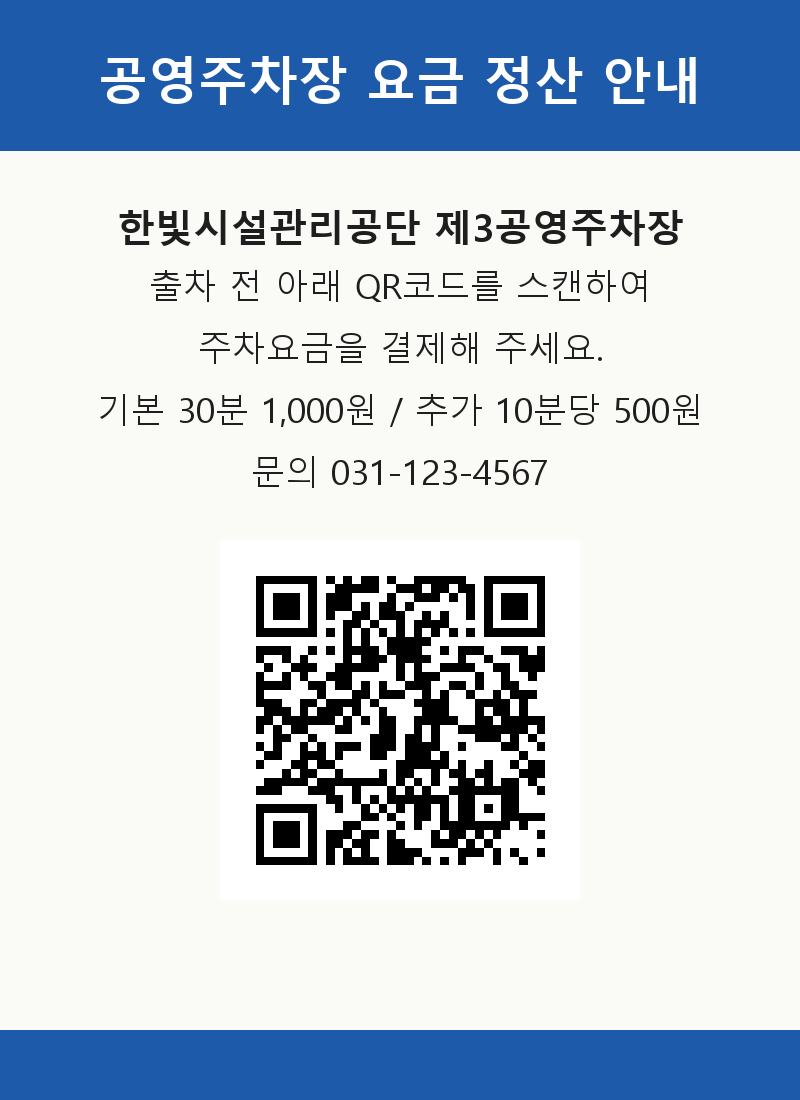 공영주차장 요금 정산 안내
한빛시설관리공단 제3공영주차장
출차 전 아래 QR코드를 스캔하여
주차요금을 결제해 주세요.
기본 30분 1,000원 / 추가 10분당 500원
문의 031-123-4567